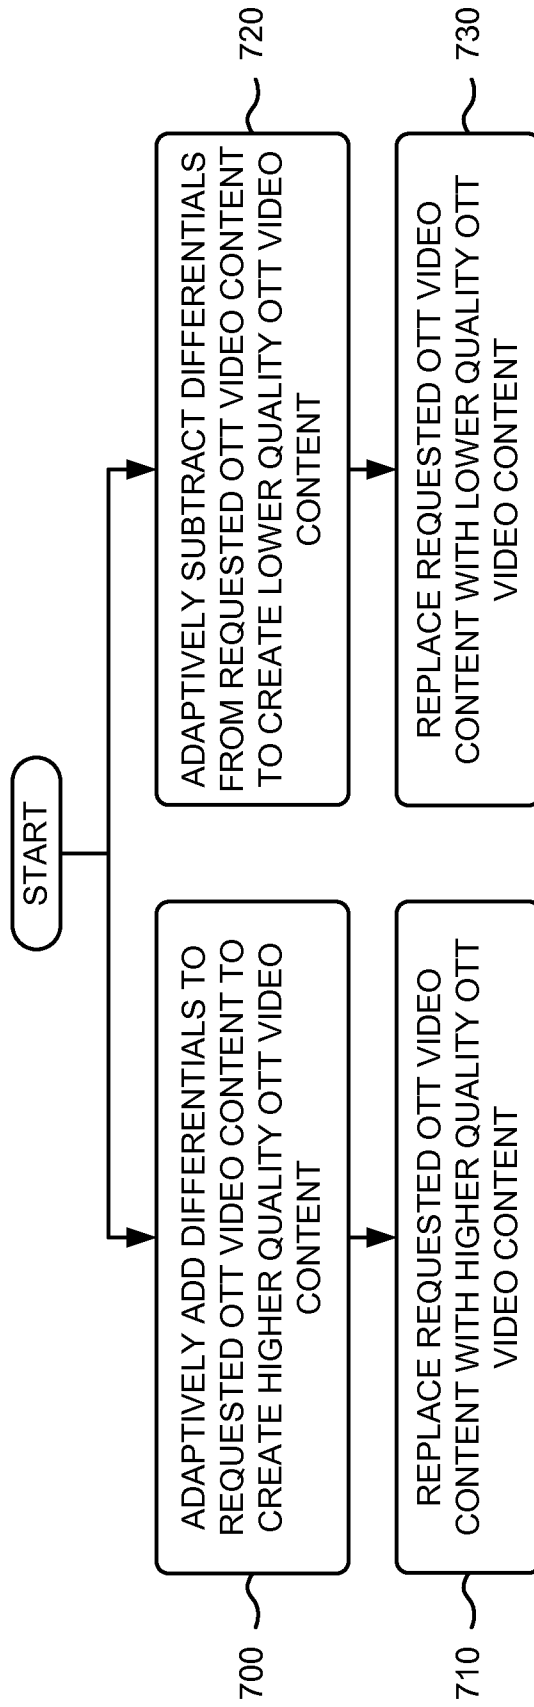 START
700
ADAPTIVELY ADD DIFFERENTIALS TO
REQUESTED OTT VIDEO CONTENT TO
CREATE HIGHER QUALITY OTT VIDEO
CONTENT
ADAPTIVELY SUBTRACT DIFFERENTIALS
FROM REQUESTED OTT VIDEO CONTENT
TO CREATE LOWER QUALITY OTT VIDEO
CONTENT
720
710
REPLACE REQUESTED OTT VIDEO
CONTENT WITH HIGHER QUALITY OTT
VIDEO CONTENT
REPLACE REQUESTED OTT VIDEO
CONTENT WITH LOWER QUALITY OTT
VIDEO CONTENT
730